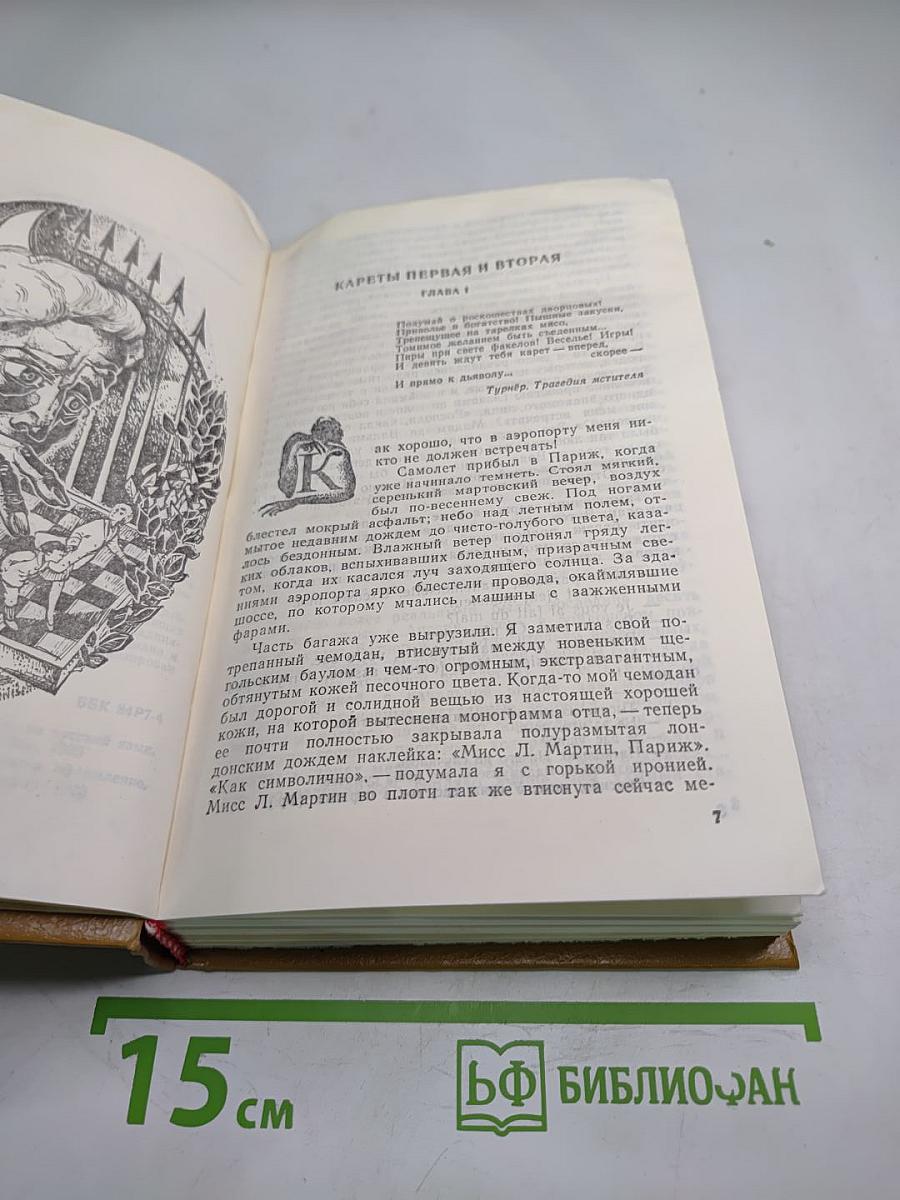 КАРЕТЫ ПЕРВАЯ И ВТОРАЯ
ГЛАВА 1
Подумай о роскошествах дворцовых!
Приволье и богатство! Пышные закуски,
Трепещущее на тарелках мясо,
Томимое желанием быть съеденным...
Пиры при свете факелов! Веселье! Игры!
И девять ждут тебя карет — вперед,
скорее —
И прямо к дьяволу...
Турнёр. Трагедия мстителя
К
ак хорошо, что в аэропорту меня ни-
кто не должен встречать!
Самолет прибыл в Париж, когда
уже начинало темнеть. Стоял мягкий,
серенький мартовский вечер, воздух
был по-весеннему свеж. Под ногами
блестел мокрый асфальт; небо над летным полем, от-
мытое недавним дождем до чисто-голубого цвета, каза-
лось бездонным. Влажный ветер подгонял гряду лег-
ких облаков, вспыхивавших бледным, призрачным све-
том, когда их касался луч заходящего солнца. За зда-
ниями аэропорта ярко блестели провода, окаймлявшие
шоссе, по которому мчались машины с зажженными
фарами.
Часть багажа уже выгрузили. Я заметила свой по-
трепанный чемодан, втиснутый между новеньким ще-
гольским баулом и чем-то огромным, экстравагантным,
обтянутым кожей песочного цвета. Когда-то мой чемодан
был дорогой и солидной вещью из настоящей хорошей
кожи, на которой вытеснена монограмма отца, — теперь
ее почти полностью закрывала полуразмытая лон-
донским дождем наклейка: «Мисс Л. Мартин, Париж».
«Как символично», — подумала я с горькой иронией.
Мисс Л. Мартин во плоти так же втиснута сейчас ме-
7
ББК 84Р7-4
15 см
БФ БИБЛИОФАН